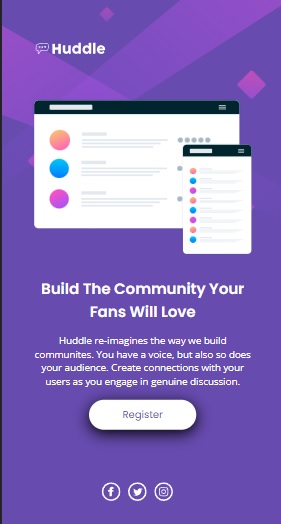 Huddle
Build The Community Your
Fans Will Love
Huddle re-imagines the way we build
communites. You have a voice, but also so does
your audience. Create connections with your
users as you engage in genuine discussion.
Register